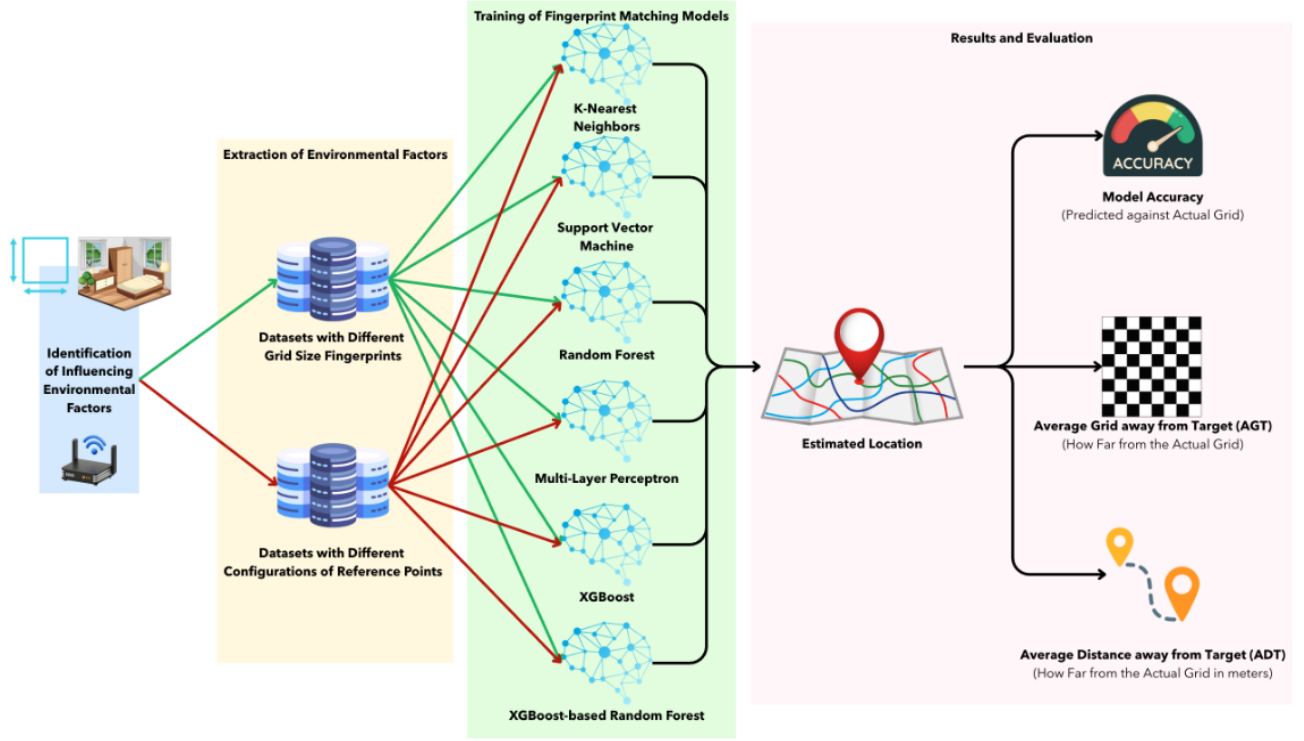 Training of Fingerprint Matching Models
Results and Evaluation
Extraction of Environmental Factors
Identification
of Influencing
Environmental
Factors
Datasets with Different
Grid Size Fingerprints
Datasets with Different
Configurations of Reference Points
K-Nearest
Neighbors
Support Vector
Machine
Random Forest
Multi-Layer Perceptron
XGBoost
XGBoost-based Random Forest
Estimated Location
ACCURACY
Model Accuracy
(Predicted against Actual Grid)
Average Grid away from Target (AGT)
(How Far from the Actual Grid)
Average Distance away from Target (ADT)
(How Far from the Actual Grid in meters)